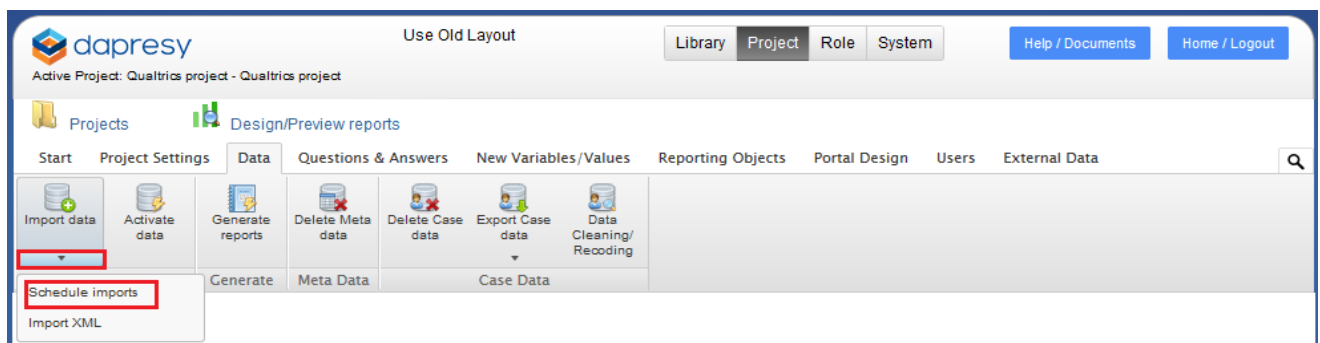 dapresy
Use Old Layout
Library Project Role System
Help / Documents
Home / Logout
Active Project: Qualtrics project - Qualtrics project
Projects
Design/Preview reports
Start Project Settings Data Questions & Answers New Variables/Values Reporting Objects Portal Design Users External Data
Import data
Activate
data
Generate
reports
Delete Meta
data
Delete Case
data
Export Case
data
Data
Cleaning/
Recoding
Generate Meta Data Case Data
Schedule imports
Import XML